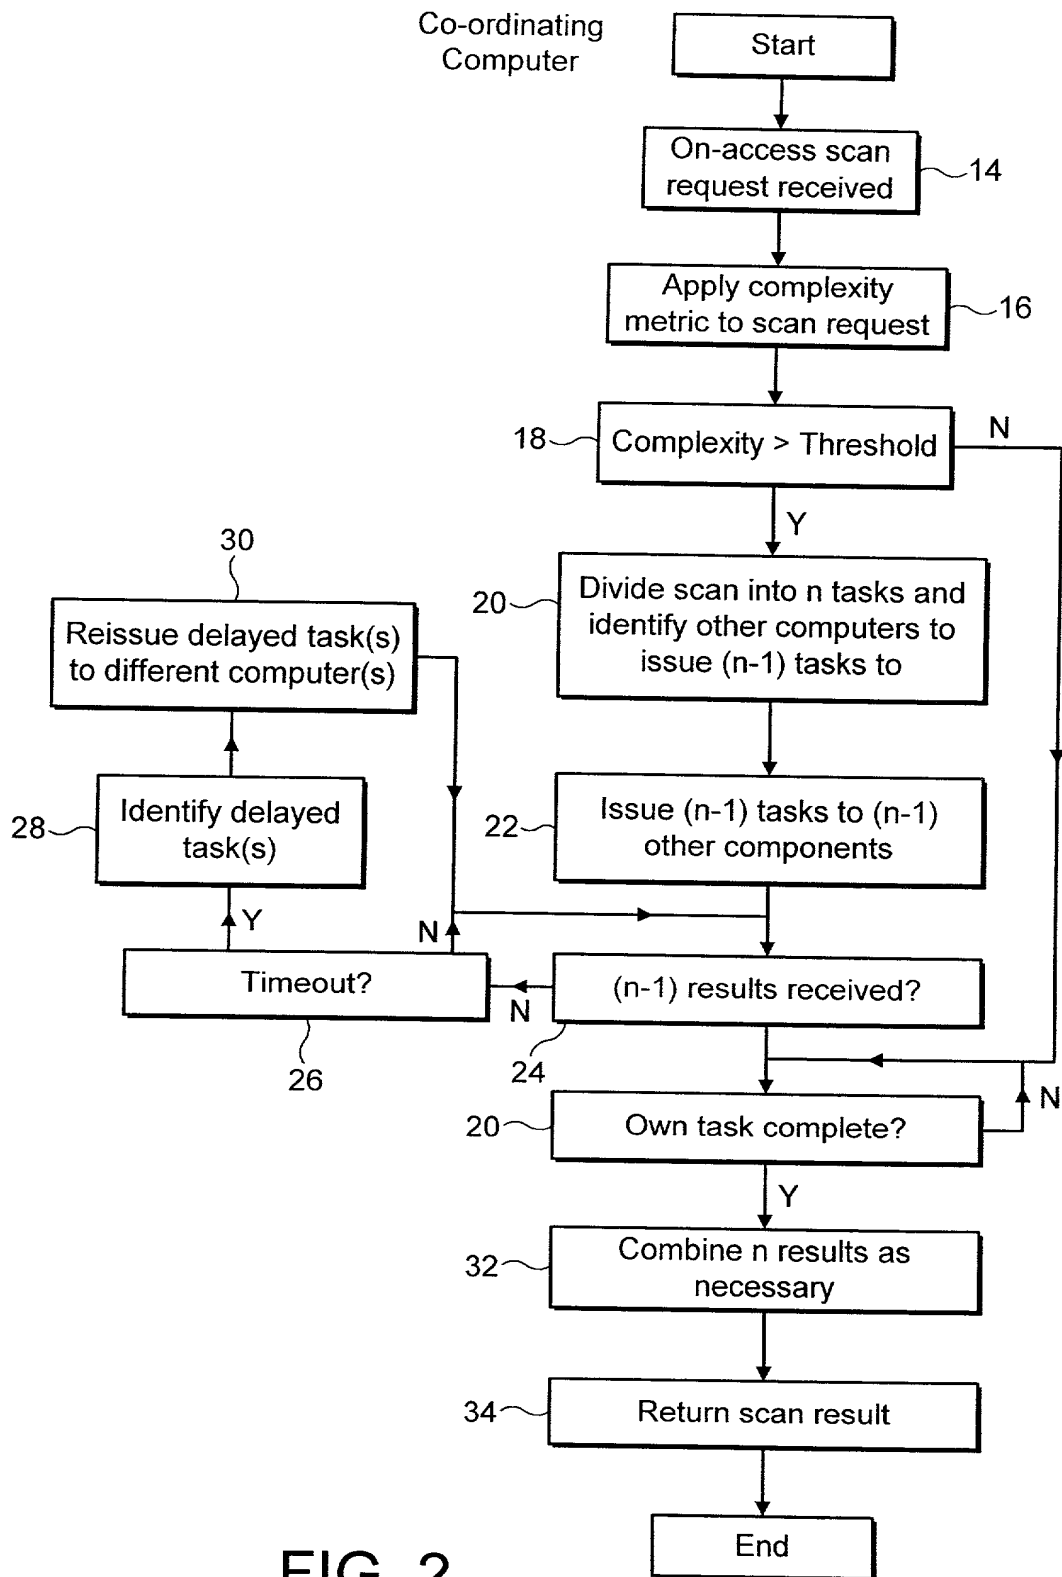 Co-ordinating
Computer
Start
On-access scan
request received
14
Apply complexity
metric to scan request
16
18
Complexity > Threshold
N
Y
30
Reissue delayed task(s)
to different computer(s)
20
Divide scan into n tasks and
identify other computers to
issue (n-1) tasks to
28
Identify delayed
task(s)
22
Issue (n-1) tasks to (n-1)
other components
Y
N
Timeout?
26
N
(n-1) results received?
24
20
Own task complete?
N
Y
32
Combine n results as
necessary
34
Return scan result
End
FIG. 2